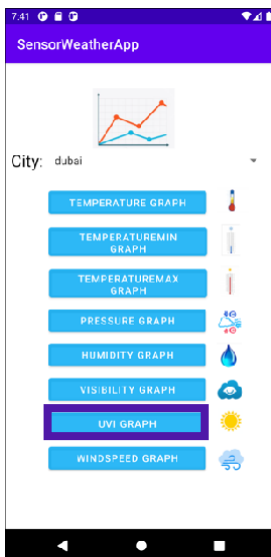 7:41
SensorWeatherApp
City: dubai
TEMPERATURE GRAPH
TEMPERATUREMIN
GRAPH
TEMPERATUREMAX
GRAPH
PRESSURE GRAPH
HUMIDITY GRAPH
VISIBILITY GRAPH
UVI GRAPH
WINDSPEED GRAPH